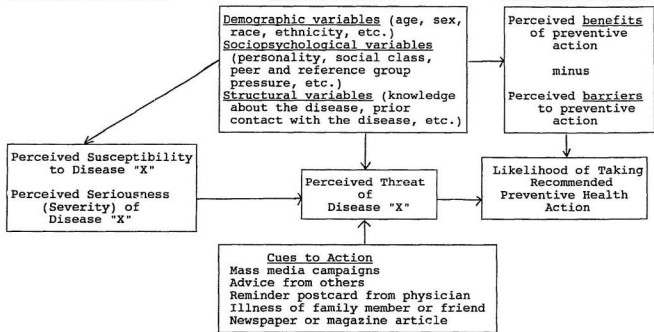 Demographic variables (age, sex,
race, ethnicity, etc.)
Sociopsychological variables
(personality, social class,
peer and reference group
pressure, etc.)
Structural variables (knowledge
about the disease, prior
contact with the disease, etc.)
Perceived benefits
of preventive
action
minus
Perceived barriers
to preventive
action
Perceived Susceptibility
to Disease "X"
Perceived Seriousness
(Severity) of
Disease "X"
Perceived Threat
of
Disease "X"
Likelihood of Taking
Recommended
Preventive Health
Action
Cues to Action
Mass media campaigns
Advice from others
Reminder postcard from physician
Illness of family member or friend
Newspaper or magazine article